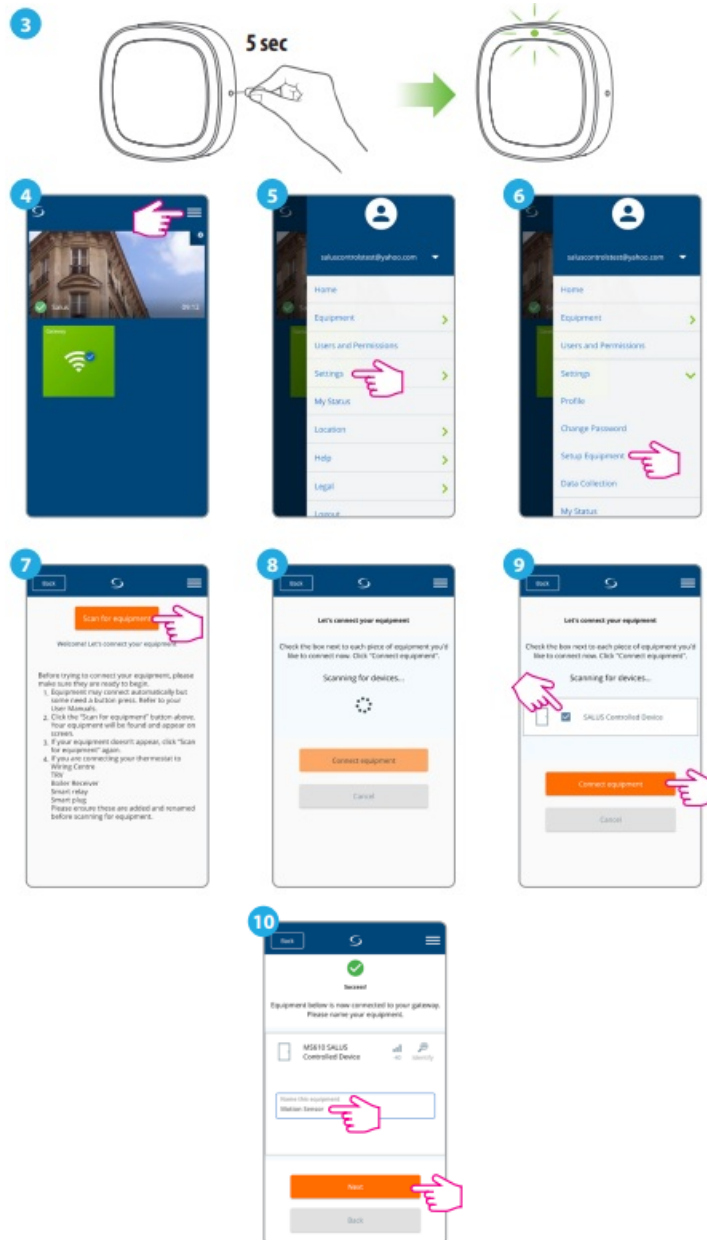 3
5 sec
4
Salus
09:13
Gateway
5
saluscontrolstest@yahoo.com
Home
Equipment
Users and Permissions
Settings
My Status
Location
Help
Legal
Logout
6
saluscontrolstest@yahoo.com
Home
Equipment
Users and Permissions
Settings
Profile
Change Password
Setup Equipment
Data Collection
My Status
7
Back
Scan for equipment
Welcome! Let's connect your equipment
Before trying to connect your equipment, please
make sure they are ready to begin.
1. Equipment may connect automatically but
some need a button press. Refer to your
User Manuals.
2. Click the "Scan for equipment" button above.
Your equipment will be found and appear on
screen.
3. If your equipment doesn't appear, click "Scan
for equipment" again.
4. If you are connecting your thermostat to
Wiring Centre
TRV
Boiler Receiver
Smart relay
Smart plug
Please ensure these are added and renamed
before scanning for equipment.
8
Back
Let's connect your equipment
Check the box next to each piece of equipment you'd
like to connect now. Click "Connect equipment".
Scanning for devices...
Connect equipment
Cancel
9
Back
Let's connect your equipment
Check the box next to each piece of equipment you'd
like to connect now. Click "Connect equipment".
Scanning for devices...
SALUS Controlled Device
Connect equipment
Cancel
10
Back
Success!
Equipment below is now connected to your gateway.
Please name your equipment.
MS610 SALUS
Controlled Device
Identify
Name this equipment
Motion Sensor
Next
Back